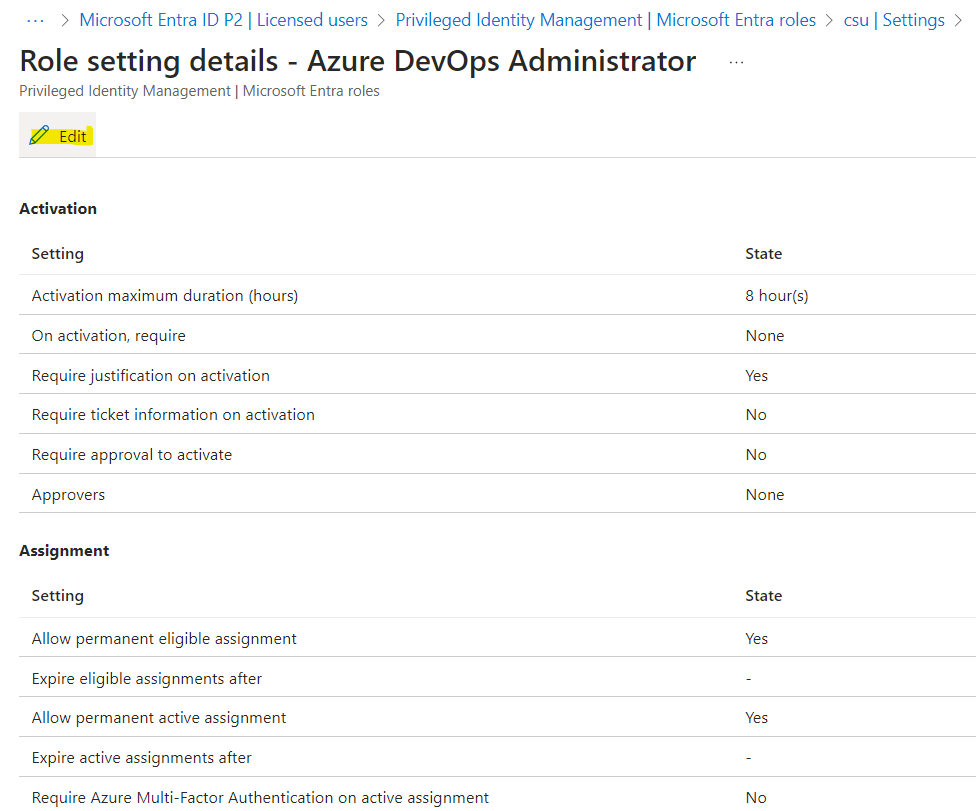 ... > Microsoft Entra ID P2 | Licensed users > Privileged Identity Management | Microsoft Entra roles > csu | Settings >
Role setting details - Azure DevOps Administrator ...
Privileged Identity Management | Microsoft Entra roles
Edit
Activation
Setting State
Activation maximum duration (hours) 8 hour(s)
On activation, require None
Require justification on activation Yes
Require ticket information on activation No
Require approval to activate No
Approvers None
Assignment
Setting State
Allow permanent eligible assignment Yes
Expire eligible assignments after -
Allow permanent active assignment Yes
Expire active assignments after -
Require Azure Multi-Factor Authentication on active assignment No